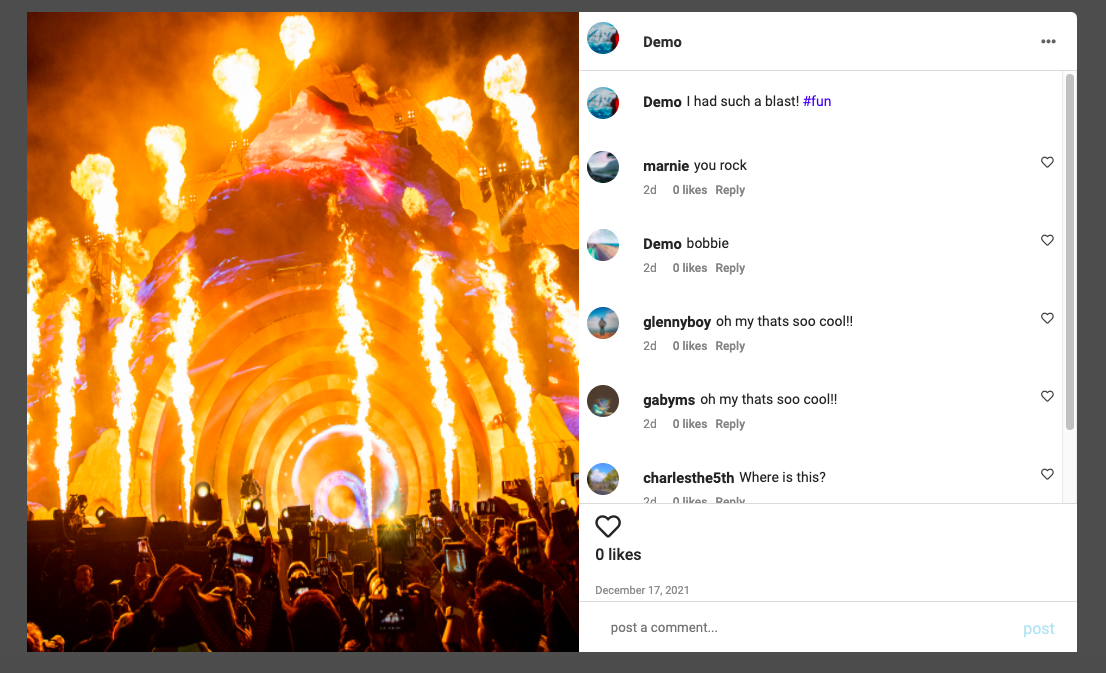 Demo
Demo I had such a blast! #fun
marnie you rock
2d 0 likes Reply
Demo bobbie
2d 0 likes Reply
glennyboy oh my thats soo cool!!
2d 0 likes Reply
gabyms oh my thats soo cool!!
2d 0 likes Reply
charlesthe5th Where is this?
2d 0 likes Reply
0 likes
December 17, 2021
post a comment... post